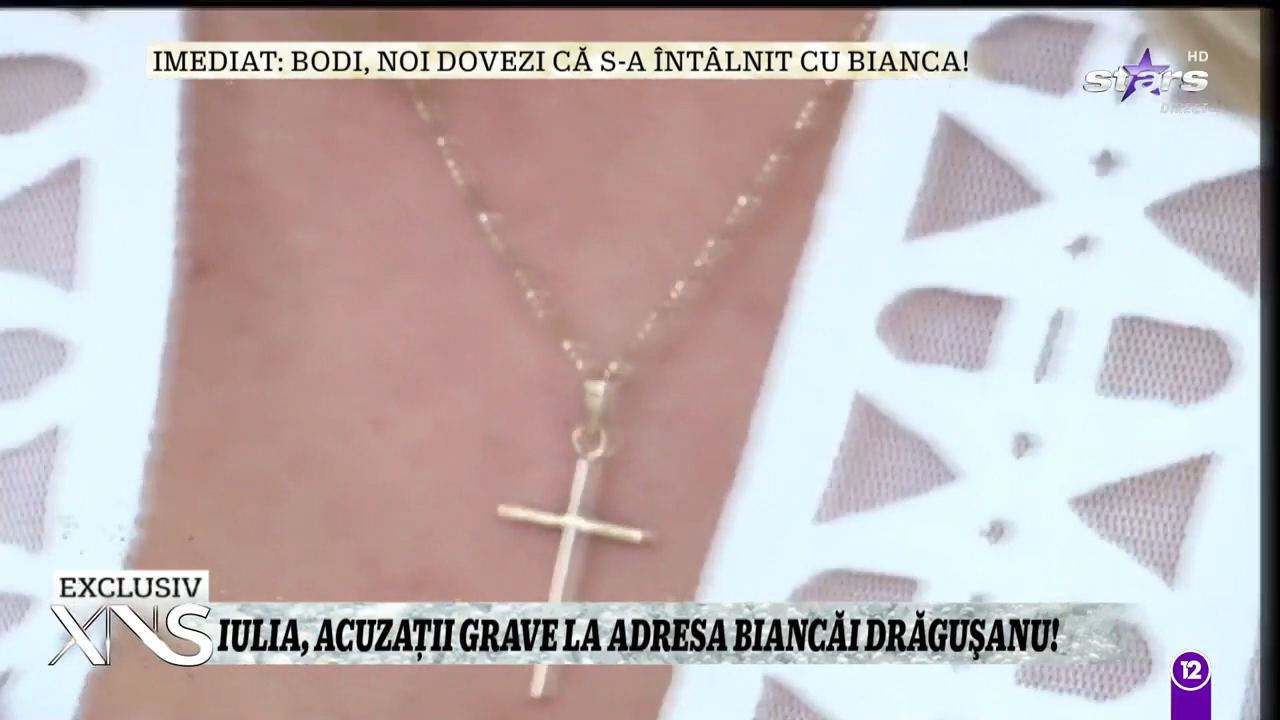 IMEDIAT: BODI, NOI DOVEZI CĂ S-A ÎNTÂLNIT CU BIANCA!
HD
stars
DIRECT
EXCLUSIV
XNS
IULIA, ACUZAȚII GRAVE LA ADRESA BIANCĂI DRĂGUŞANU!
12